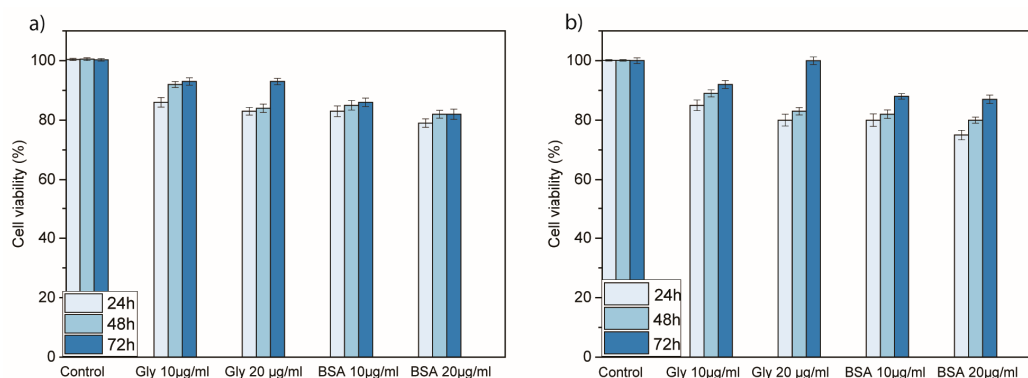 a)
100
80
60
40
20
0
Cell viability (%)
24h
48h
72h
Control Gly 10µg/ml Gly 20 µg/ml BSA 10µg/ml BSA 20µg/ml
b)
100
80
60
40
20
0
Cell viability (%)
24h
48h
72h
Control Gly 10µg/ml Gly 20 µg/ml BSA 10µg/ml BSA 20µg/ml